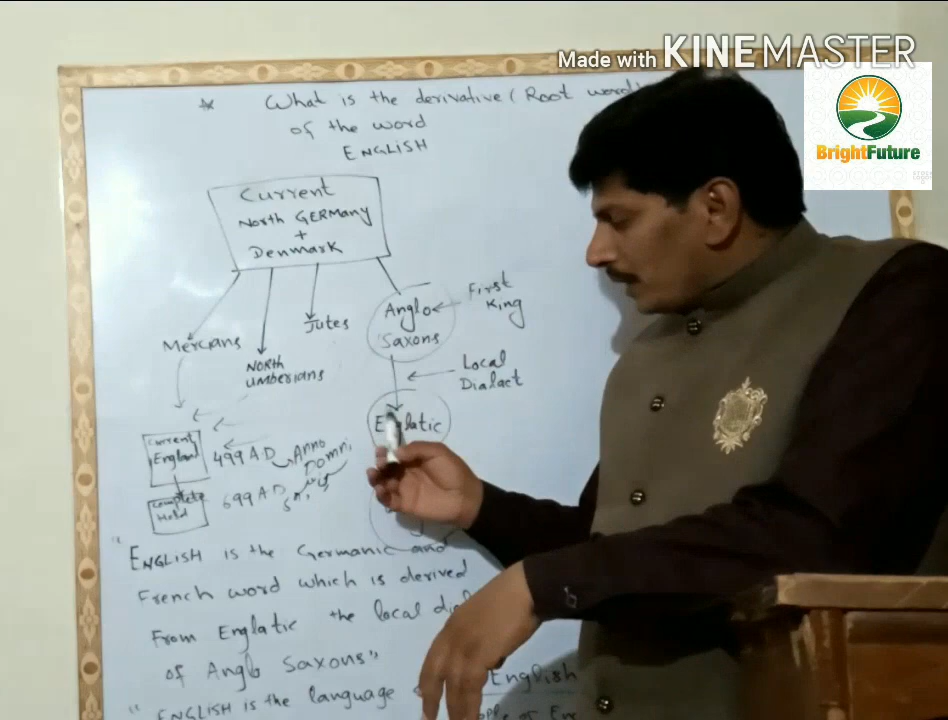 Made with KINEMASTER
BrightFuture
* What is the derivative (Root word)
of the word
ENGLISH
Current
North GERMANY
+
Denmark
Mercians
NORTH
UMBERIANS
Jutes
Anglo
Saxons
First
King
Local
Dialact
Englatic
Current
England
499 A.D
Anno
Domni
Complete
Hold
699 A.D
"ENGLISH is the Germanic and
French word which is derived
From Englatic the local
of Anglo Saxons"
"ENGLISH is the language
English